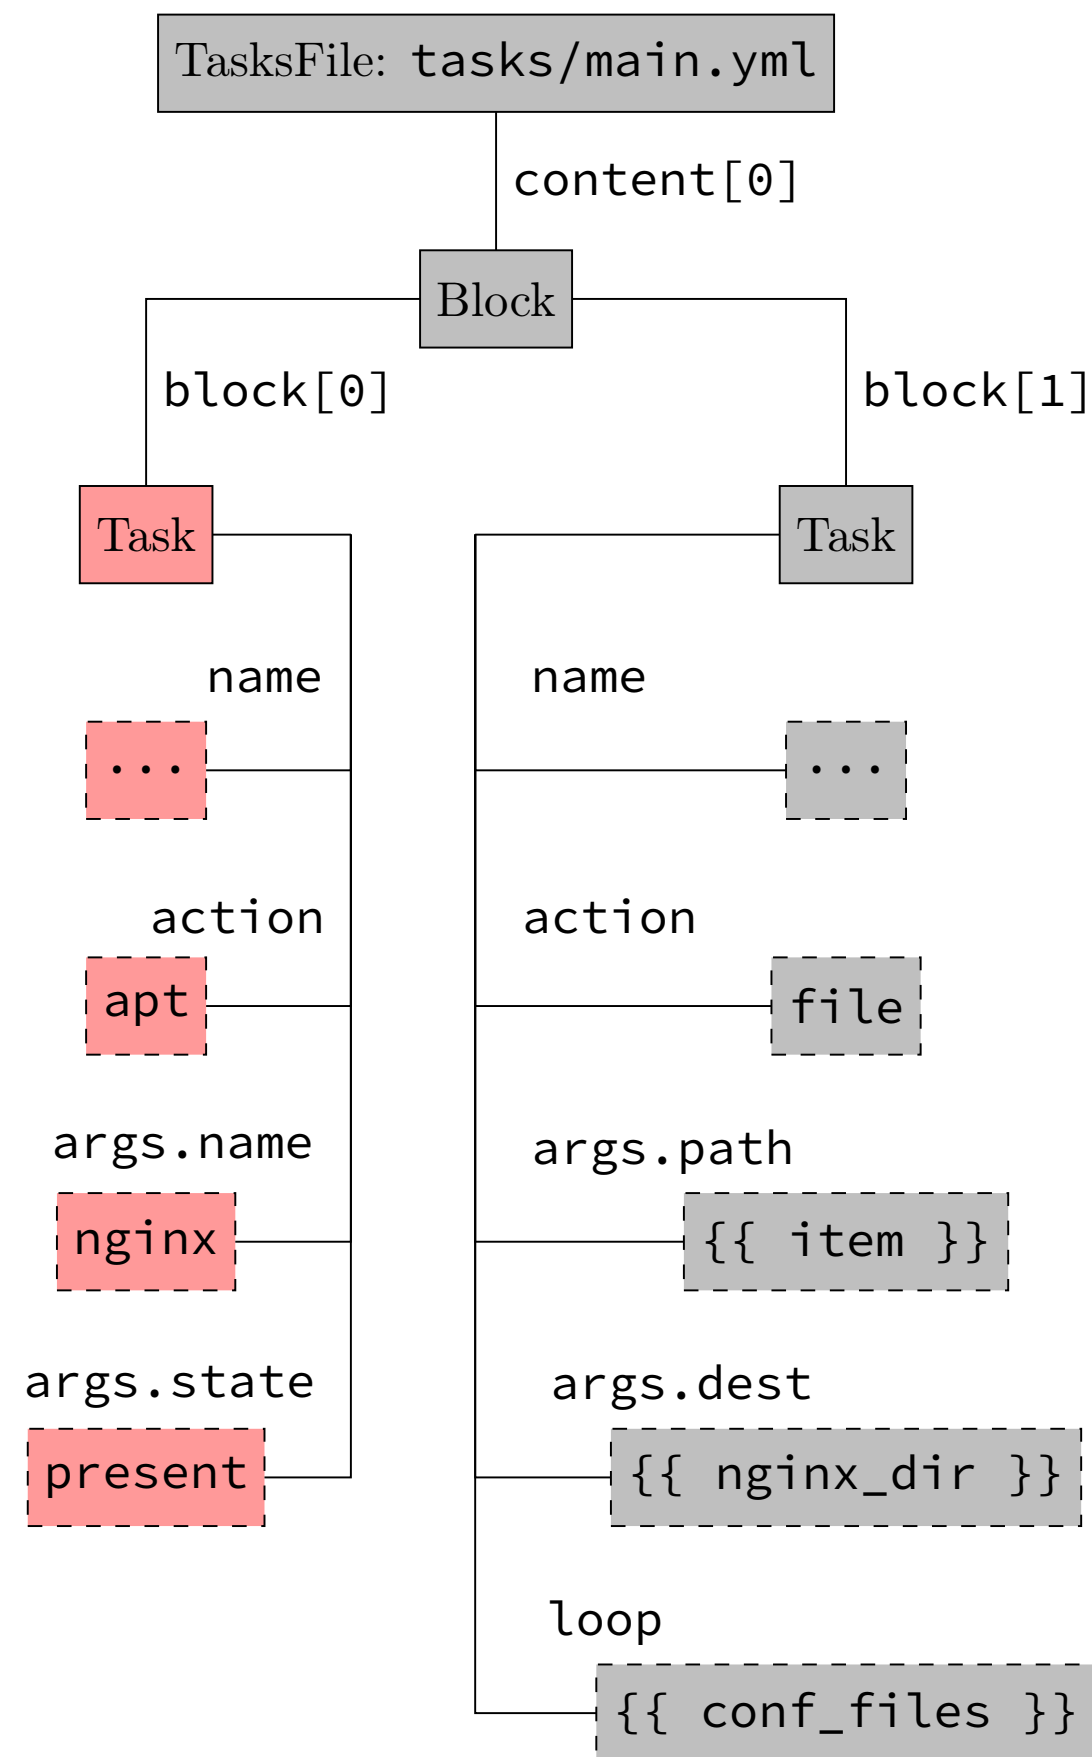 TasksFile: tasks/main.yml
content[0]
Block
block[0]
block[1]
Task
Task
name
name
...
...
action
action
apt
file
args.name
args.path
nginx
{{ item }}
args.state
args.dest
present
{{ nginx_dir }}
loop
{{ conf_files }}